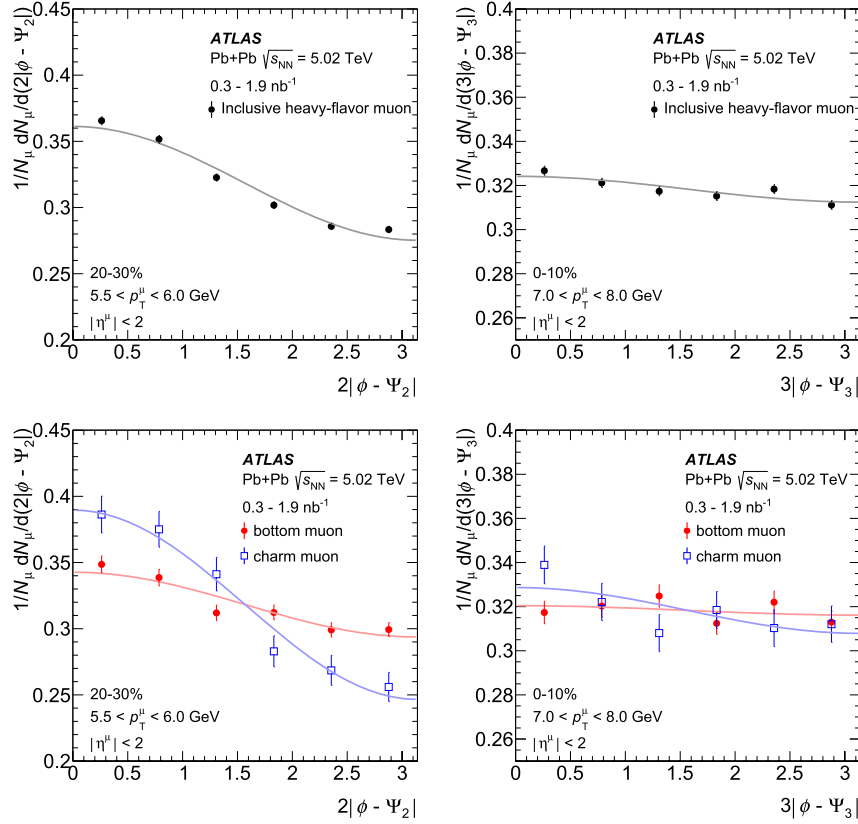 1/Nμ dNμ/d(2|ϕ - Ψ2|)
0.45
0.4
0.35
0.3
0.25
0.2
ATLAS
Pb+Pb √sNN = 5.02 TeV
0.3 - 1.9 nb-1
Inclusive heavy-flavor muon
20-30%
5.5 < pTμ < 6.0 GeV
|ημ| < 2
0 0.5 1 1.5 2 2.5 3
2|ϕ - Ψ2|
1/Nμ dNμ/d(3|ϕ - Ψ3|)
0.4
0.38
0.36
0.34
0.32
0.3
0.28
0.26
ATLAS
Pb+Pb √sNN = 5.02 TeV
0.3 - 1.9 nb-1
Inclusive heavy-flavor muon
0-10%
7.0 < pTμ < 8.0 GeV
|ημ| < 2
0 0.5 1 1.5 2 2.5 3
3|ϕ - Ψ3|
1/Nμ dNμ/d(2|ϕ - Ψ2|)
0.45
0.4
0.35
0.3
0.25
0.2
ATLAS
Pb+Pb √sNN = 5.02 TeV
0.3 - 1.9 nb-1
bottom muon
charm muon
20-30%
5.5 < pTμ < 6.0 GeV
|ημ| < 2
0 0.5 1 1.5 2 2.5 3
2|ϕ - Ψ2|
1/Nμ dNμ/d(3|ϕ - Ψ3|)
0.4
0.38
0.36
0.34
0.32
0.3
0.28
0.26
ATLAS
Pb+Pb √sNN = 5.02 TeV
0.3 - 1.9 nb-1
bottom muon
charm muon
0-10%
7.0 < pTμ < 8.0 GeV
|ημ| < 2
0 0.5 1 1.5 2 2.5 3
3|ϕ - Ψ3|